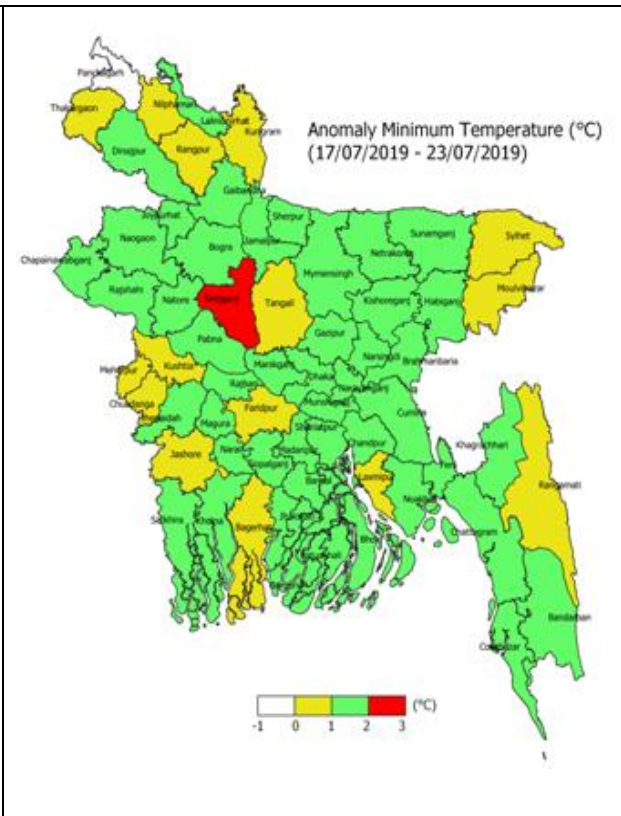 Panchagarh
Thakurgaon
Nilphamari
Lalmonirhat
Kurigram
Rangpur
Dinajpur
Anomaly Minimum Temperature (°C)
(17/07/2019 - 23/07/2019)
Gaibandha
Joypurhat
Sherpur
Naogaon
Bogra
Jamalpur
Sunamganj
Sylhet
Netrakona
Chapainawabganj
Mymensingh
Moulvibazar
Rajshahi
Natore
Sirajganj
Tangail
Kishoreganj
Habiganj
Pabna
Gazipur
Narsingdi
Brahmanbaria
Kushtia
Manikganj
Meherpur
Dhaka
Rajbari
Narayanganj
Chuadanga
Faridpur
Munshiganj
Cumilla
Jhenaidah
Magura
Shariatpur
Khagrachhari
Chandpur
Jashore
Narail
Madaripur
Gopalganj
Feni
Laxmipur
Rangamati
Barisal
Noakhali
Satkhira
Khulna
Bagerhat
Bhola
Chattogram
Patuakhali
Bandarban
(°C)
-1 0 1 2 3